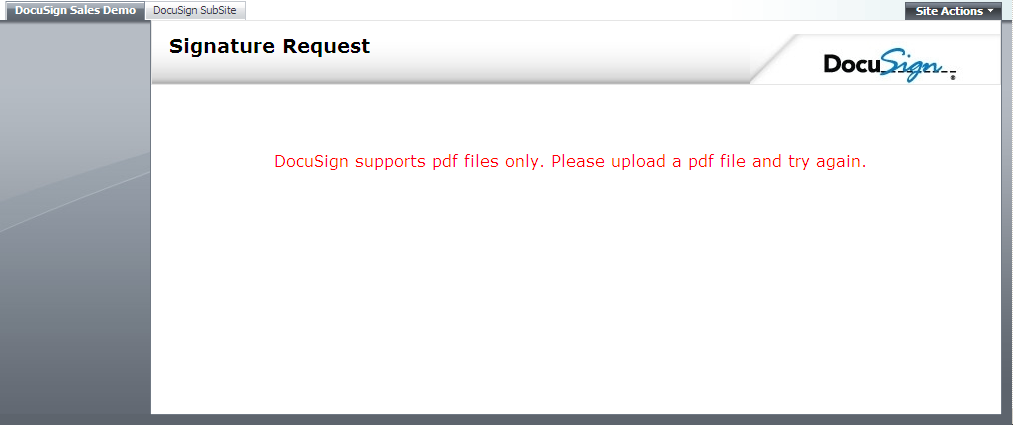 DocuSign Sales Demo
DocuSign SubSite
Site Actions
Signature Request
DocuSign
®
DocuSign supports pdf files only. Please upload a pdf file and try again.